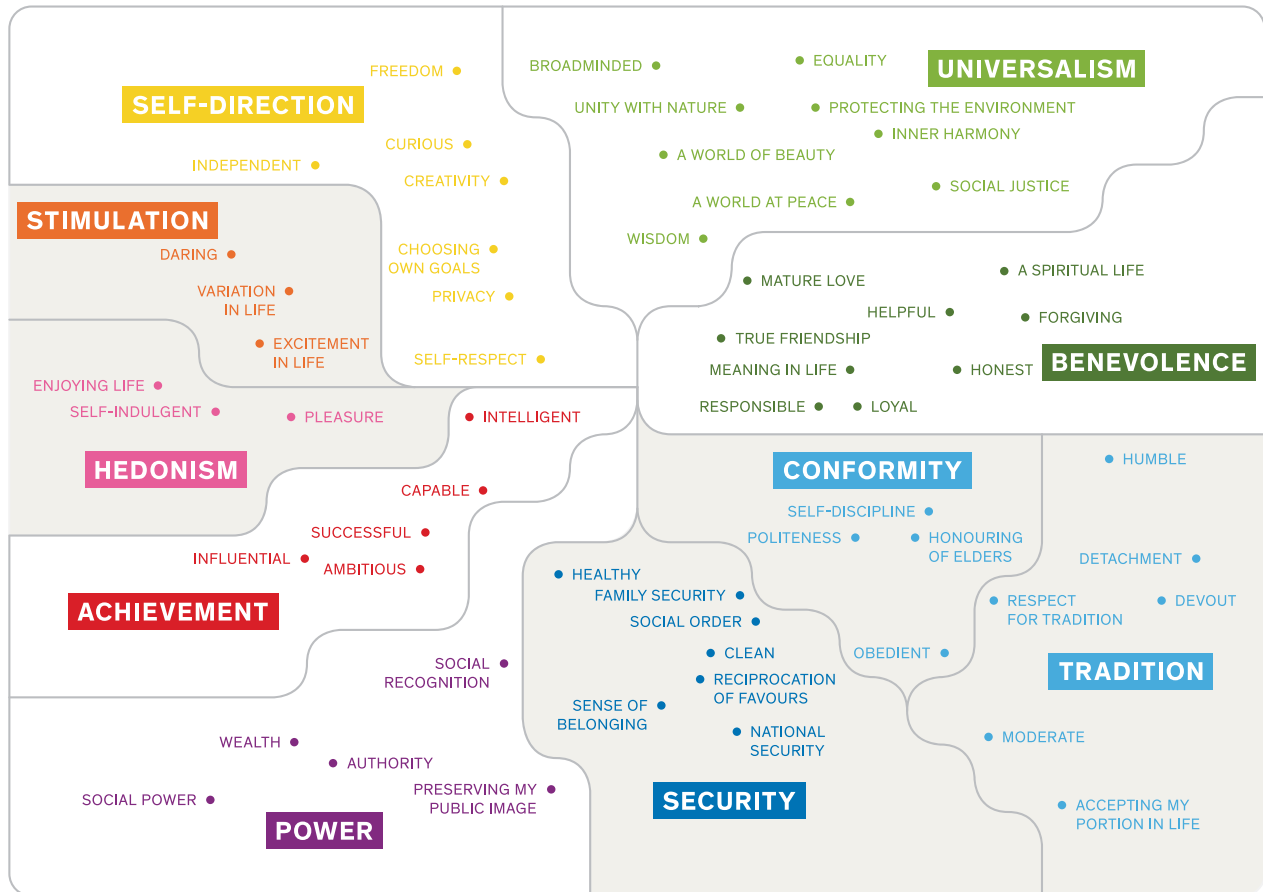 SELF-DIRECTION
FREEDOM
CURIOUS
INDEPENDENT
CREATIVITY
CHOOSING
OWN GOALS
PRIVACY
SELF-RESPECT
UNIVERSALISM
BROADMINDED
EQUALITY
UNITY WITH NATURE
PROTECTING THE ENVIRONMENT
INNER HARMONY
A WORLD OF BEAUTY
SOCIAL JUSTICE
A WORLD AT PEACE
WISDOM
STIMULATION
DARING
VARIATION
IN LIFE
EXCITEMENT
IN LIFE
BENEVOLENCE
A SPIRITUAL LIFE
MATURE LOVE
HELPFUL
FORGIVING
TRUE FRIENDSHIP
MEANING IN LIFE
HONEST
RESPONSIBLE
LOYAL
HEDONISM
ENJOYING LIFE
SELF-INDULGENT
PLEASURE
ACHIEVEMENT
INTELLIGENT
CAPABLE
SUCCESSFUL
INFLUENTIAL
AMBITIOUS
CONFORMITY
SELF-DISCIPLINE
POLITENESS
HONOURING
OF ELDERS
OBEDIENT
TRADITION
HUMBLE
DETACHMENT
RESPECT
FOR TRADITION
DEVOUT
MODERATE
ACCEPTING MY
PORTION IN LIFE
SECURITY
HEALTHY
FAMILY SECURITY
SOCIAL ORDER
CLEAN
RECIPROCATION
OF FAVOURS
SENSE OF
BELONGING
NATIONAL
SECURITY
POWER
SOCIAL
RECOGNITION
WEALTH
AUTHORITY
SOCIAL POWER
PRESERVING MY
PUBLIC IMAGE